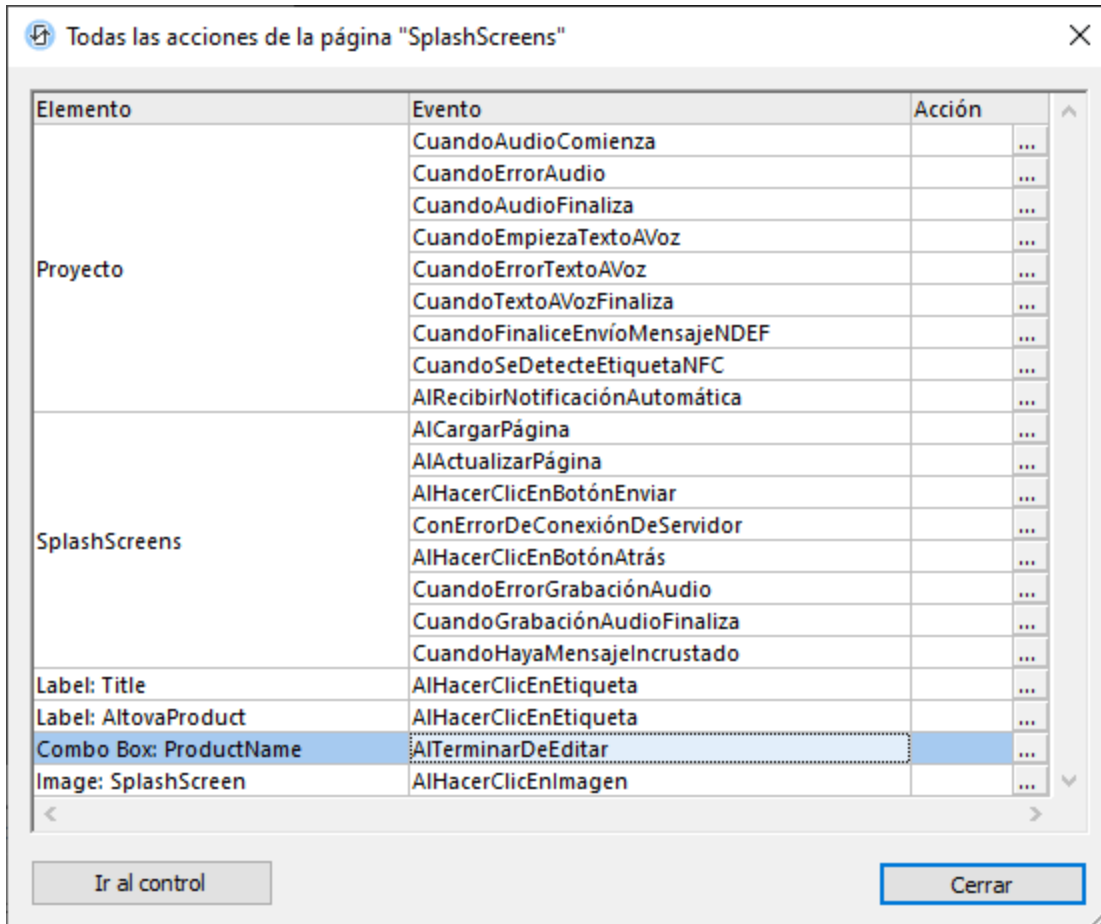 Todas las acciones de la página "SplashScreens"
Elemento Evento Acción
Proyecto
CuandoAudioComienza ...
CuandoErrorAudio ...
CuandoAudioFinaliza ...
CuandoEmpiezaTextoAVoz ...
CuandoErrorTextoAVoz ...
CuandoTextoAVozFinaliza ...
CuandoFinaliceEnvíoMensajeNDEF ...
CuandoSeDetecteEtiquetaNFC ...
AlRecibirNotificaciónAutomática ...
SplashScreens
AlCargarPágina ...
AlActualizarPágina ...
AlHacerClicEnBotónEnviar ...
ConErrorDeConexiónDeServidor ...
AlHacerClicEnBotónAtrás ...
CuandoErrorGrabaciónAudio ...
CuandoGrabaciónAudioFinaliza ...
CuandoHayaMensajeIncrustado ...
Label: Title AlHacerClicEnEtiqueta ...
Label: AltovaProduct AlHacerClicEnEtiqueta ...
Combo Box: ProductName AlTerminarDeEditar ...
Image: SplashScreen AlHacerClicEnImagen ...
Ir al control Cerrar